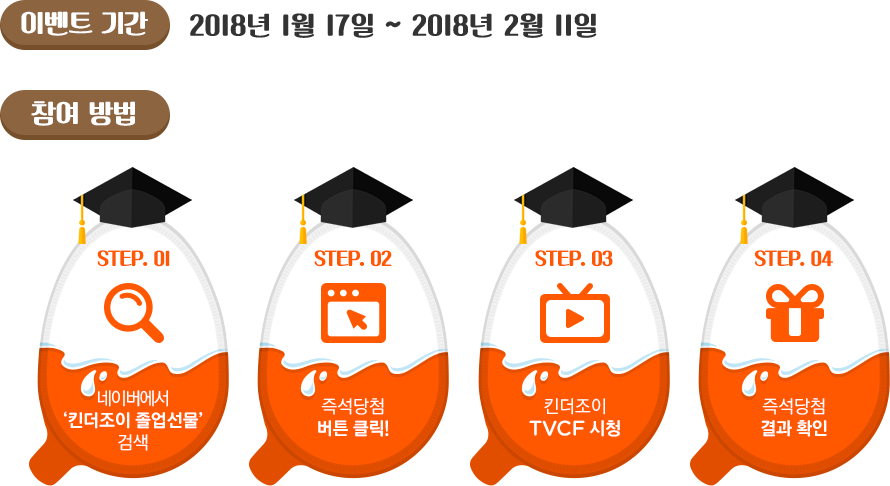 이벤트 기간
2018년 1월 17일 ~ 2018년 2월 11일
참여 방법
STEP. 01
네이버에서
‘킨더조이 졸업선물’
검색
STEP. 02
즉석당첨
버튼 클릭!
STEP. 03
킨더조이
TVCF 시청
STEP. 04
즉석당첨
결과 확인